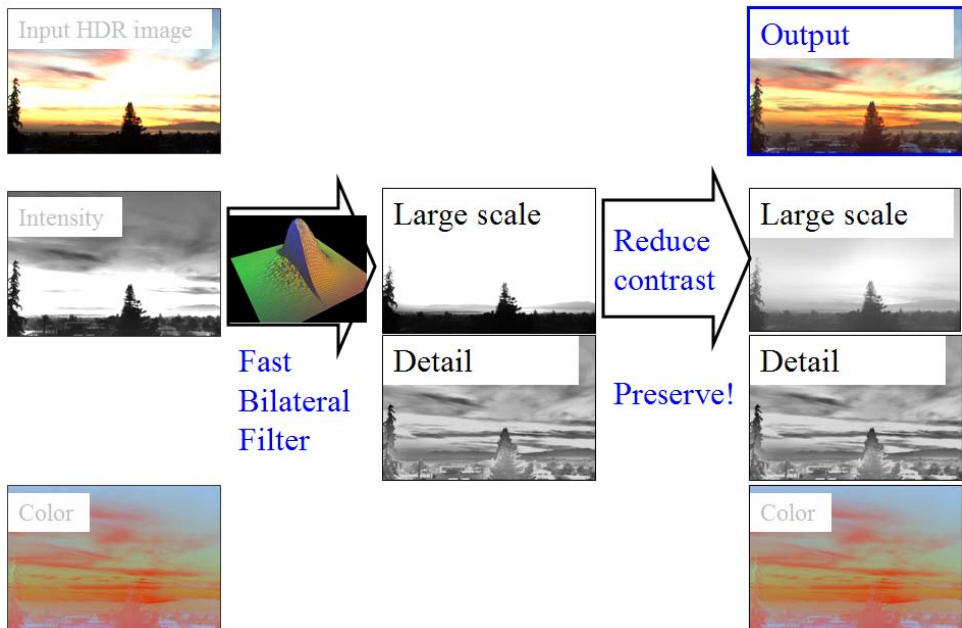 Input HDR image
Output
Intensity
Large scale
Reduce
contrast
Large scale
Fast
Bilateral
Filter
Detail
Preserve!
Detail
Color
Color